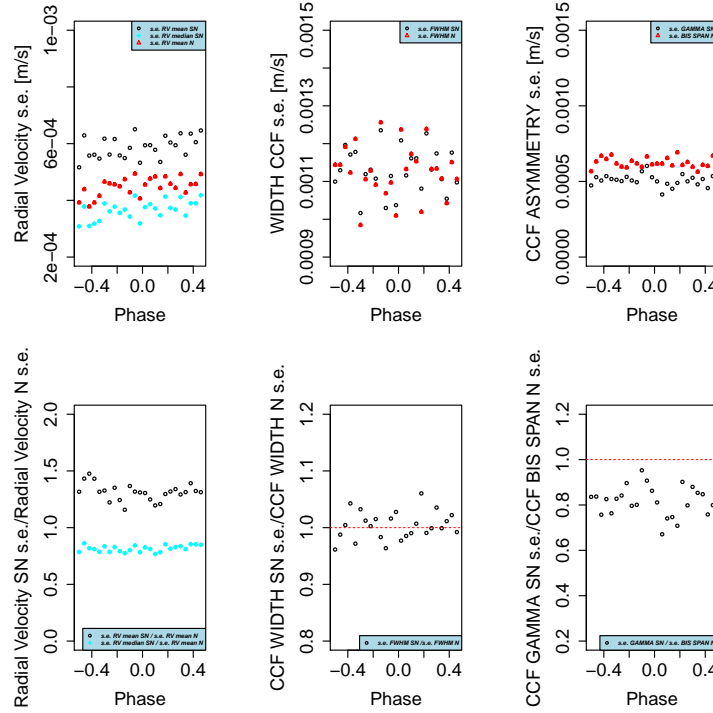 Radial Velocity s.e. [m/s]
1e-03
6e-04
2e-04
s.e. RV mean SN
s.e. RV median SN
s.e. RV mean N
−0.4
0.0
0.4
Phase
WIDTH CCF s.e. [m/s]
0.0015
0.0013
0.0011
0.0009
s.e. FWHM SN
s.e. FWHM N
−0.4
0.0
0.4
Phase
CCF ASYMMETRY s.e. [m/s]
0.0015
0.0010
0.0005
0.0000
s.e. GAMMA SN
s.e. BIS SPAN N
−0.4
0.0
0.4
Phase
Radial Velocity SN s.e./Radial Velocity N s.e.
2.0
1.5
1.0
0.5
0.0
s.e. RV mean SN / s.e. RV mean N
s.e. RV median SN / s.e. RV mean N
−0.4
0.0
0.4
Phase
CCF WIDTH SN s.e./CCF WIDTH N s.e.
1.2
1.1
1.0
0.9
0.8
s.e. FWHM SN /s.e. FWHM N
−0.4
0.0
0.4
Phase
CCF GAMMA SN s.e./CCF BIS SPAN N s.e.
1.2
1.0
0.8
0.6
0.4
0.2
s.e. GAMMA SN / s.e. BIS SPAN N
−0.4
0.0
0.4
Phase